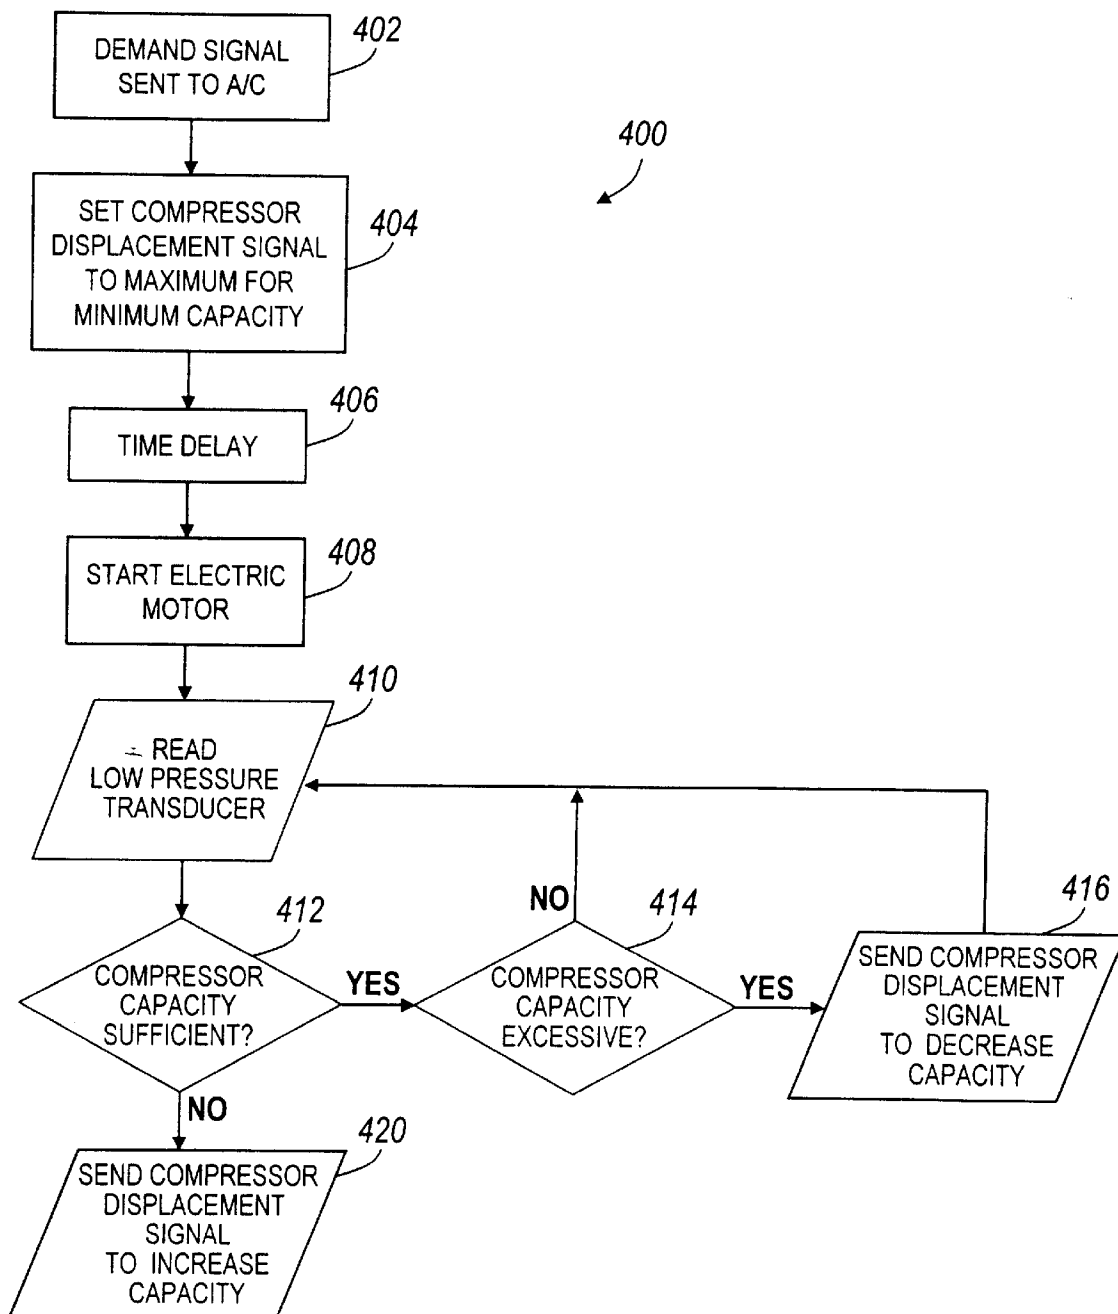 402
DEMAND SIGNAL
SENT TO A/C
400
SET COMPRESSOR
DISPLACEMENT SIGNAL
TO MAXIMUM FOR
MINIMUM CAPACITY
404
406
TIME DELAY
408
START ELECTRIC
MOTOR
410
READ
LOW PRESSURE
TRANSDUCER
412
COMPRESSOR
CAPACITY
SUFFICIENT?
YES
NO
414
COMPRESSOR
CAPACITY
EXCESSIVE?
YES
416
SEND COMPRESSOR
DISPLACEMENT
SIGNAL
TO DECREASE
CAPACITY
NO
420
SEND COMPRESSOR
DISPLACEMENT
SIGNAL
TO INCREASE
CAPACITY